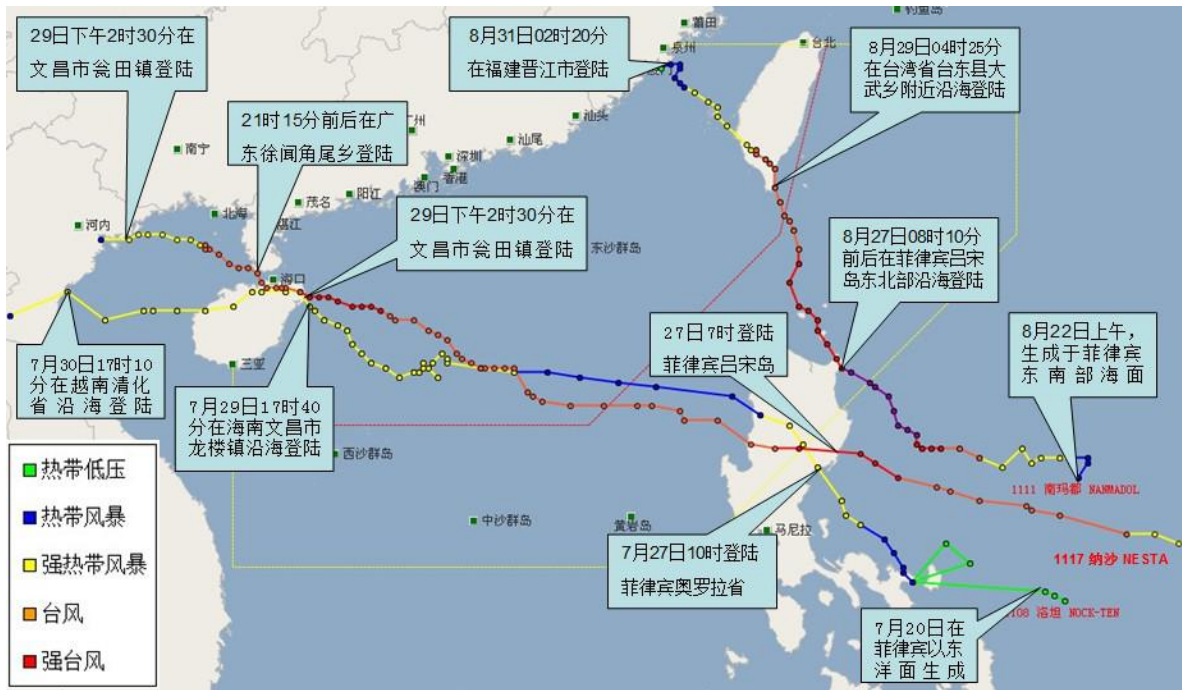 29日下午2时30分在
文昌市瓮田镇登陆
8月31日02时20分
在福建晋江市登陆
8月29日04时25分
在台湾省台东县大
武乡附近沿海登陆
21时15分前后在广
东徐闻角尾乡登陆
29日下午2时30分在
文昌市瓮田镇登陆
8月27日08时10分
前后在菲律宾吕宋
岛东北部沿海登陆
27日7时登陆
菲律宾吕宋岛
8月22日上午，
生成于菲律宾
东南部海面
7月30日17时10
分在越南清化
省沿海登陆
7月29日17时40
分在海南文昌市
龙楼镇沿海登陆
7月27日10时登陆
菲律宾奥罗拉省
7月20日在
菲律宾以东
洋面生成
钓鱼岛
莆田
泉州
厦门
台北
汕头
汕尾
广州
深圳
香港
澳门
南宁
阳江
茂名
北海
湛江
河内
海口
三亚
东沙群岛
西沙群岛
中沙群岛
黄岩岛
马尼拉
1111 南玛都 NANMADOL
1117 纳沙 NESTA
108 洛坦 NOCK-TEN
热带低压
热带风暴
强热带风暴
台风
强台风